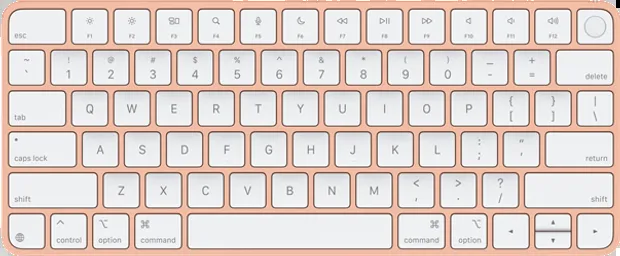 esc F1 F2 F3 F4 F5 F6 F7 F8 F9 F10 F11 F12
~ ` ! 1 @ 2 # 3 $ 4 % 5 ^ 6 & 7 * 8 ( 9 ) 0 _ - + = delete
tab Q W E R T Y U I O P { [ } ] | \
caps lock A S D F G H J K L : ; " ' return
shift Z X C V B N M < , > . ? / shift
control option ⌘ command ⌘ command option